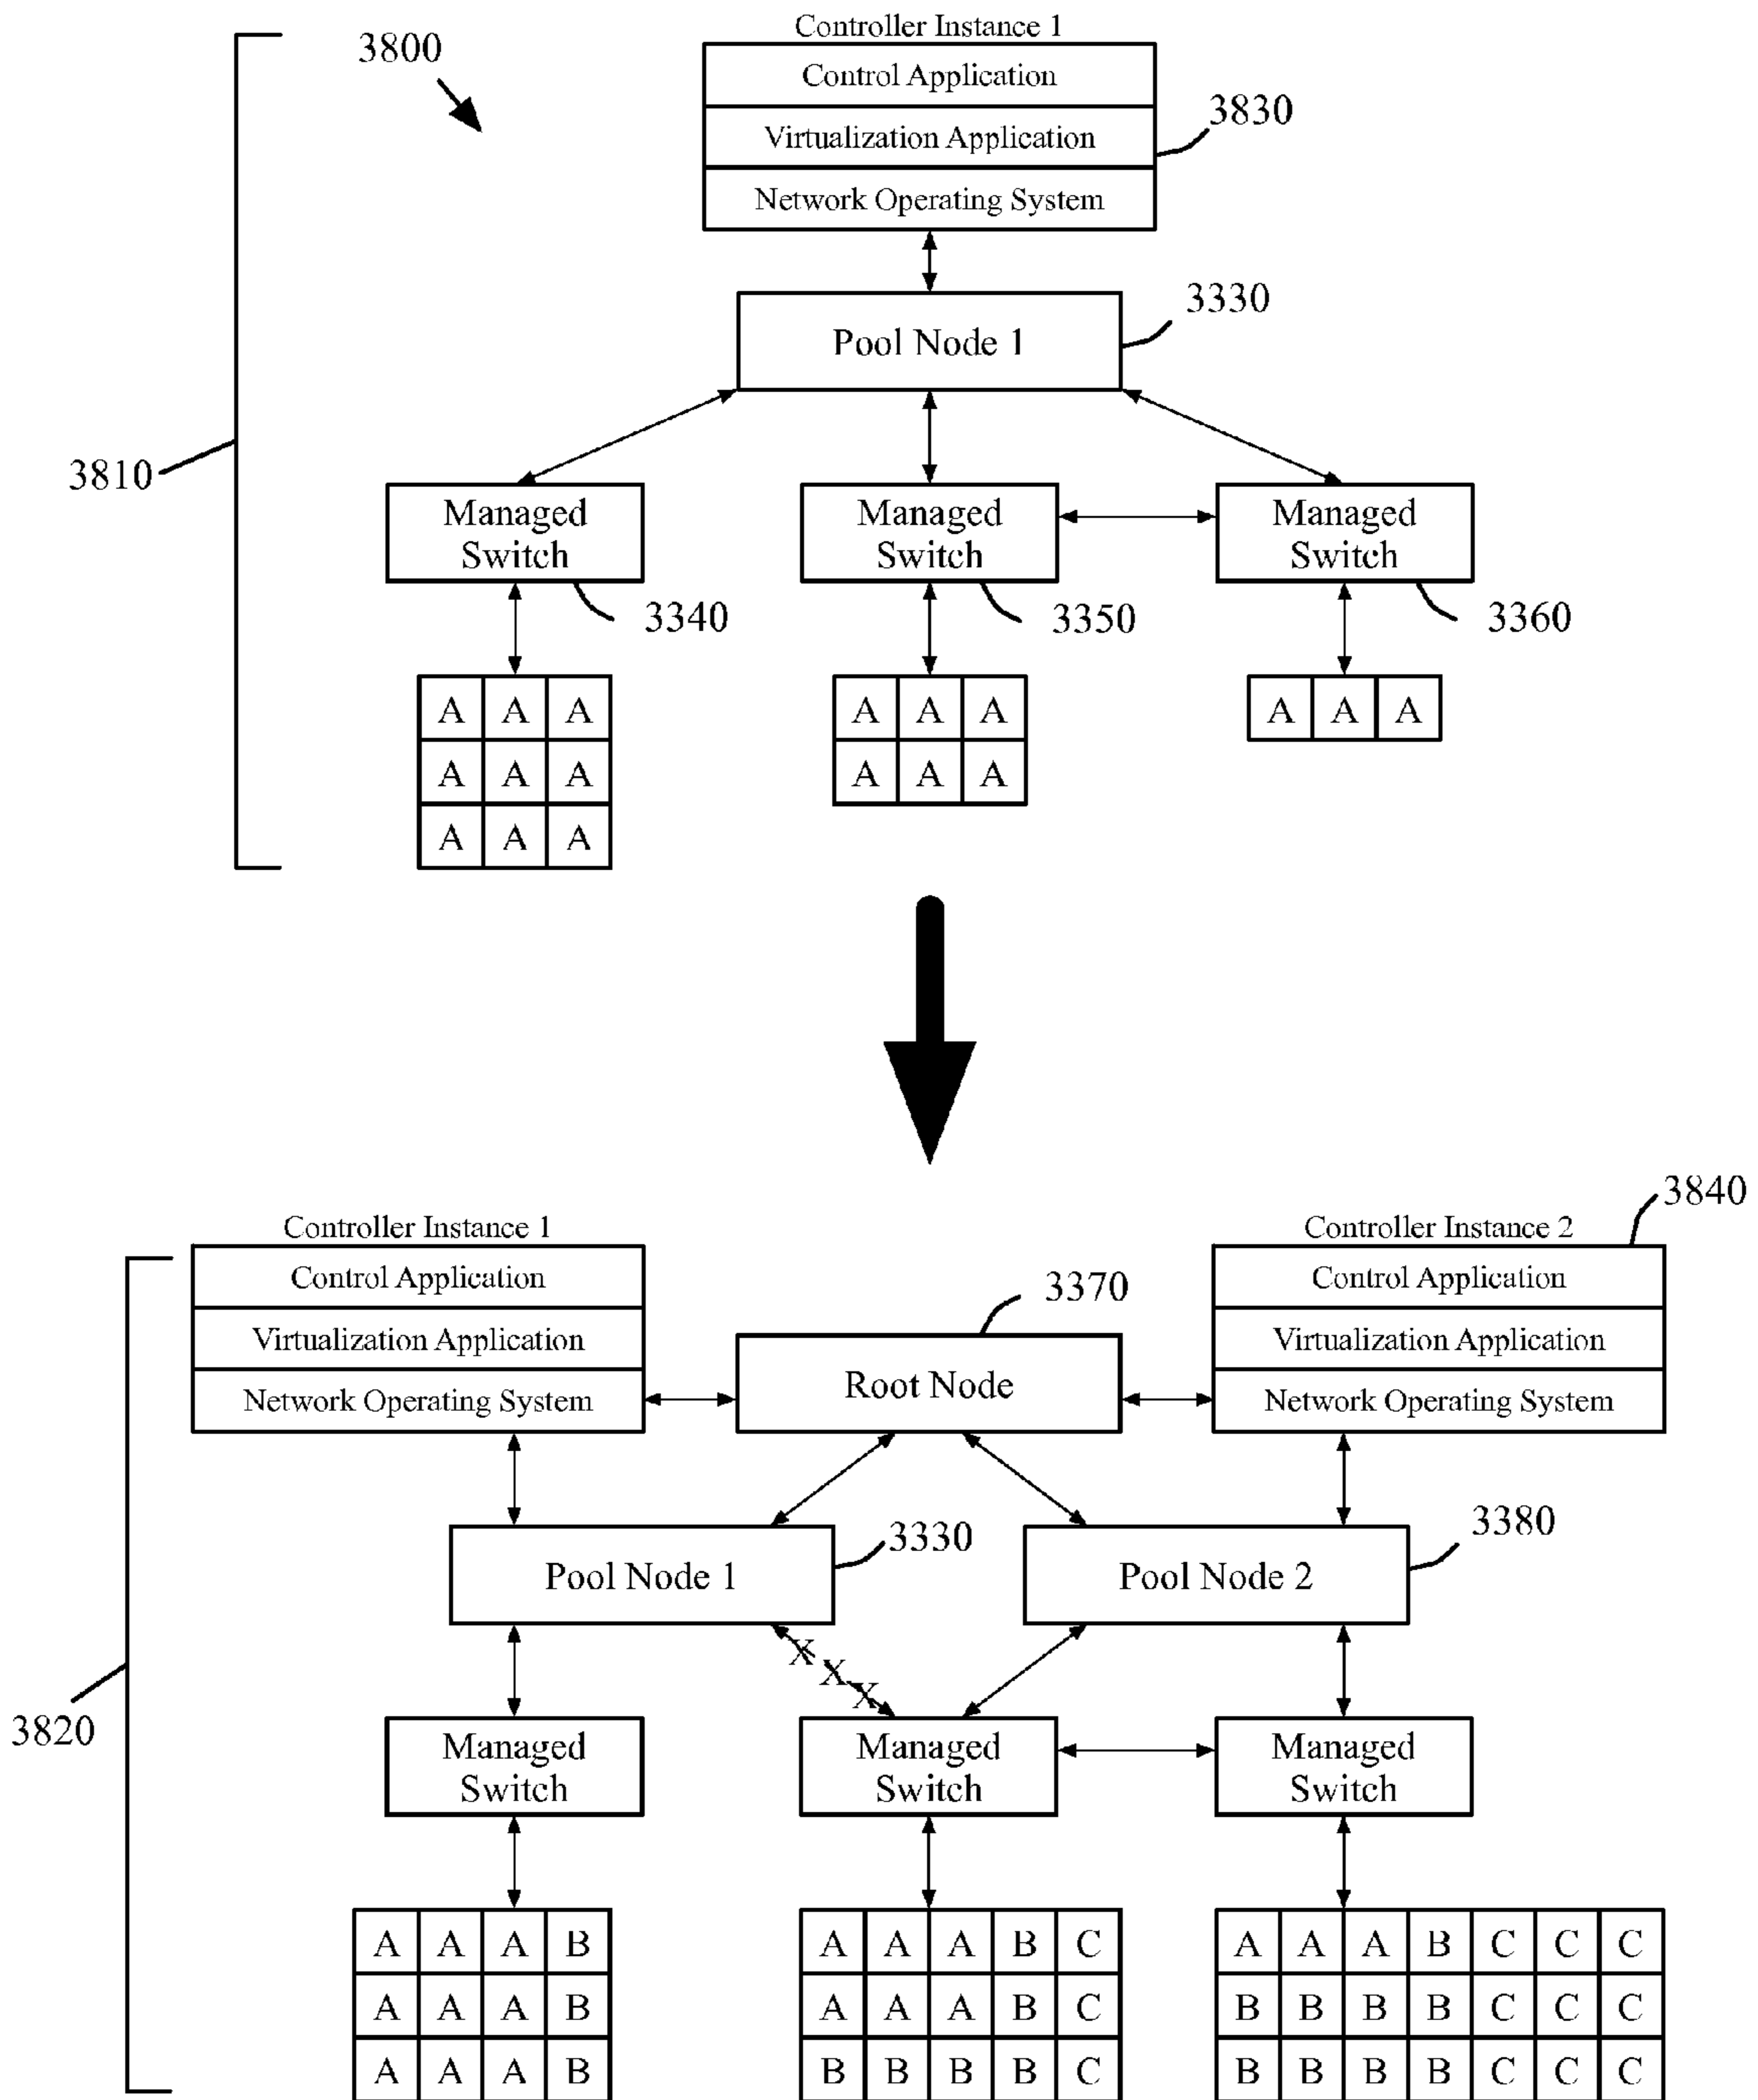 Controller Instance 1
3800
Control Application
3830
Virtualization Application
Network Operating System
3330
Pool Node 1
3810
Managed
Switch
Managed
Switch
Managed
Switch
3340
3350
3360
A A A
A A A
A A A
A A A
A A A
A A A
3840
Controller Instance 1
Controller Instance 2
Control Application
3370
Control Application
Virtualization Application
Root Node
Virtualization Application
Network Operating System
Network Operating System
3330
3380
Pool Node 1
Pool Node 2
X
X
X
3820
Managed
Switch
Managed
Switch
Managed
Switch
A A A B
A A A B
A A A B
A A A B C
A A A B C
B B B B C
A A A B C C C
B B B B C C C
B B B B C C C